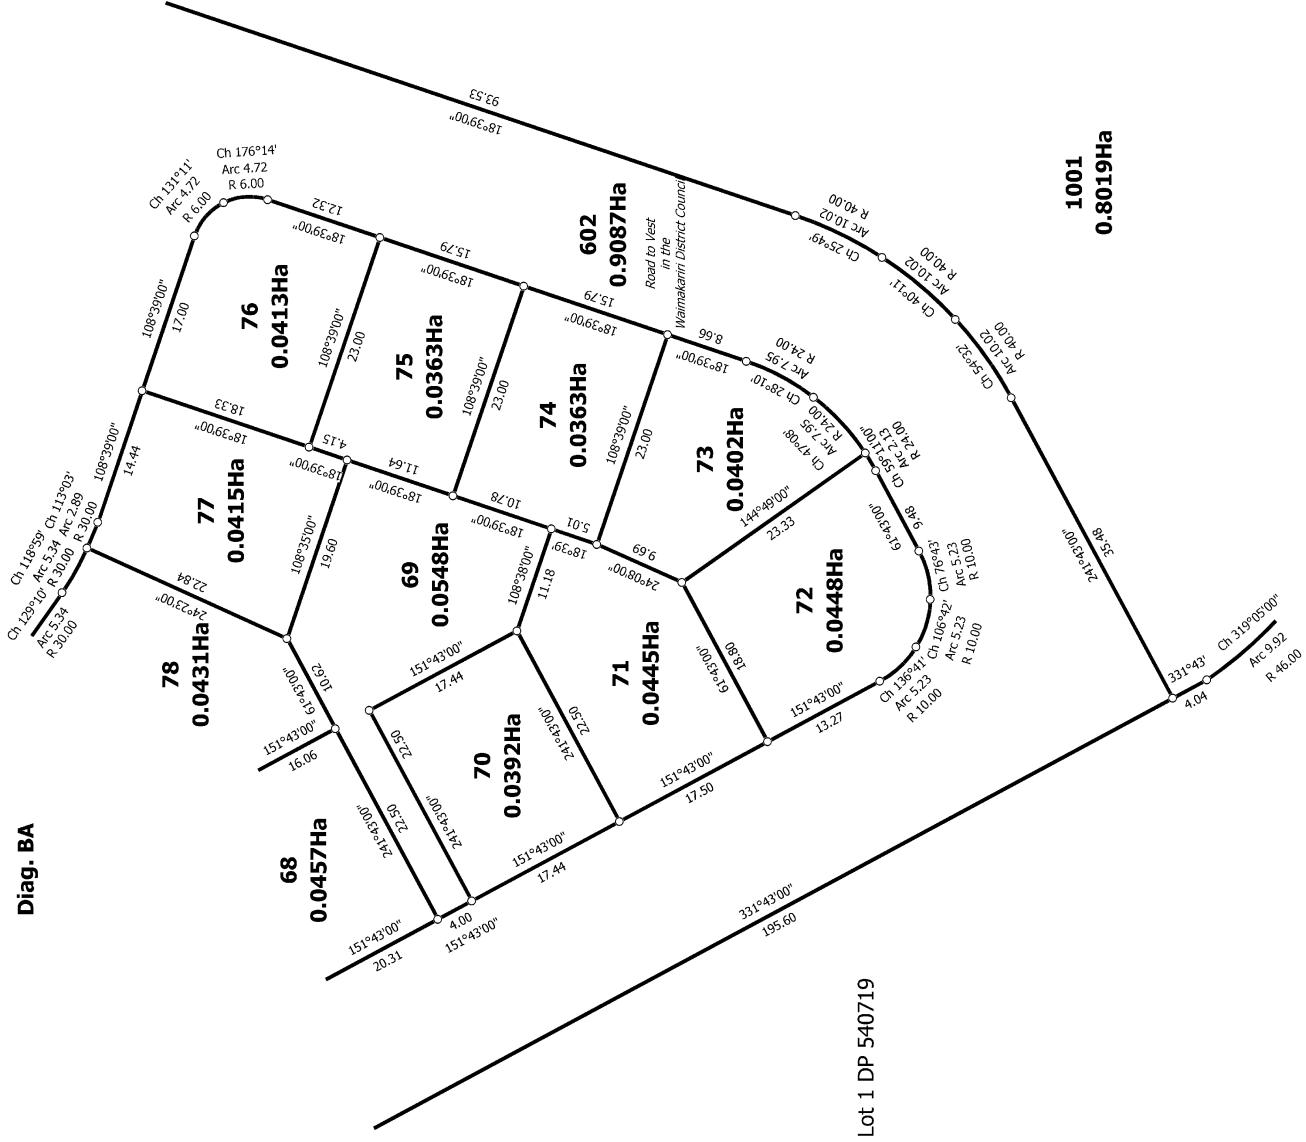 Diag. BA
93.53
18°39'00"
Ch 176°14'
Arc 4.72
R 6.00
Ch 131°11'
Arc 4.72
R 6.00
108°39'00"
17.00
12.32
18°39'00"
76
0.0413Ha
108°39'00"
23.00
18.33
18°39'00"
4.15
18°39'00"
15.79
18°39'00"
75
0.0363Ha
108°39'00"
23.00
11.64
18°39'00"
15.79
18°39'00"
74
0.0363Ha
108°39'00"
23.00
10.78
18°39'00"
5.01
18°39'
602
0.9087Ha
Road to Vest
in the
Waimakariri District Council
1001
0.8019Ha
Ch 25°49'
Arc 10.02
R 40.00
Ch 40°11'
Arc 10.02
R 40.00
Ch 54°32'
Arc 10.02
R 40.00
8.66
18°39'00"
Ch 28°10'
Arc 7.95
R 24.00
Ch 47°08'
Arc 7.95
R 24.00
Ch 59°11'00"
Arc 2.13
R 24.00
73
0.0402Ha
9.69
24°08'00"
144°49'00"
23.33
72
0.0448Ha
61°43'00"
9.48
Ch 76°43'
Arc 5.23
R 10.00
Ch 106°42'
Arc 5.23
R 10.00
Ch 136°41'
Arc 5.23
R 10.00
151°43'00"
13.27
61°43'00"
18.80
71
0.0445Ha
151°43'00"
17.50
241°43'00"
22.50
108°38'00"
11.18
69
0.0548Ha
151°43'00"
17.44
70
0.0392Ha
22.50
241°43'00"
151°43'00"
17.44
4.00
151°43'00"
241°43'00"
22.50
68
0.0457Ha
151°43'00"
20.31
151°43'00"
16.06
61°43'00"
10.62
78
0.0431Ha
24°23'00"
22.84
77
0.0415Ha
108°35'00"
19.60
108°39'00"
14.44
Ch 113°03'
Arc 2.89
R 30.00
Ch 118°59'
Arc 5.34
R 30.00
Ch 129°10'
Arc 5.34
R 30.00
241°43'00"
35.48
331°43'
4.04
Ch 319°05'00"
Arc 9.92
R 46.00
331°43'00"
195.60
Lot 1 DP 540719